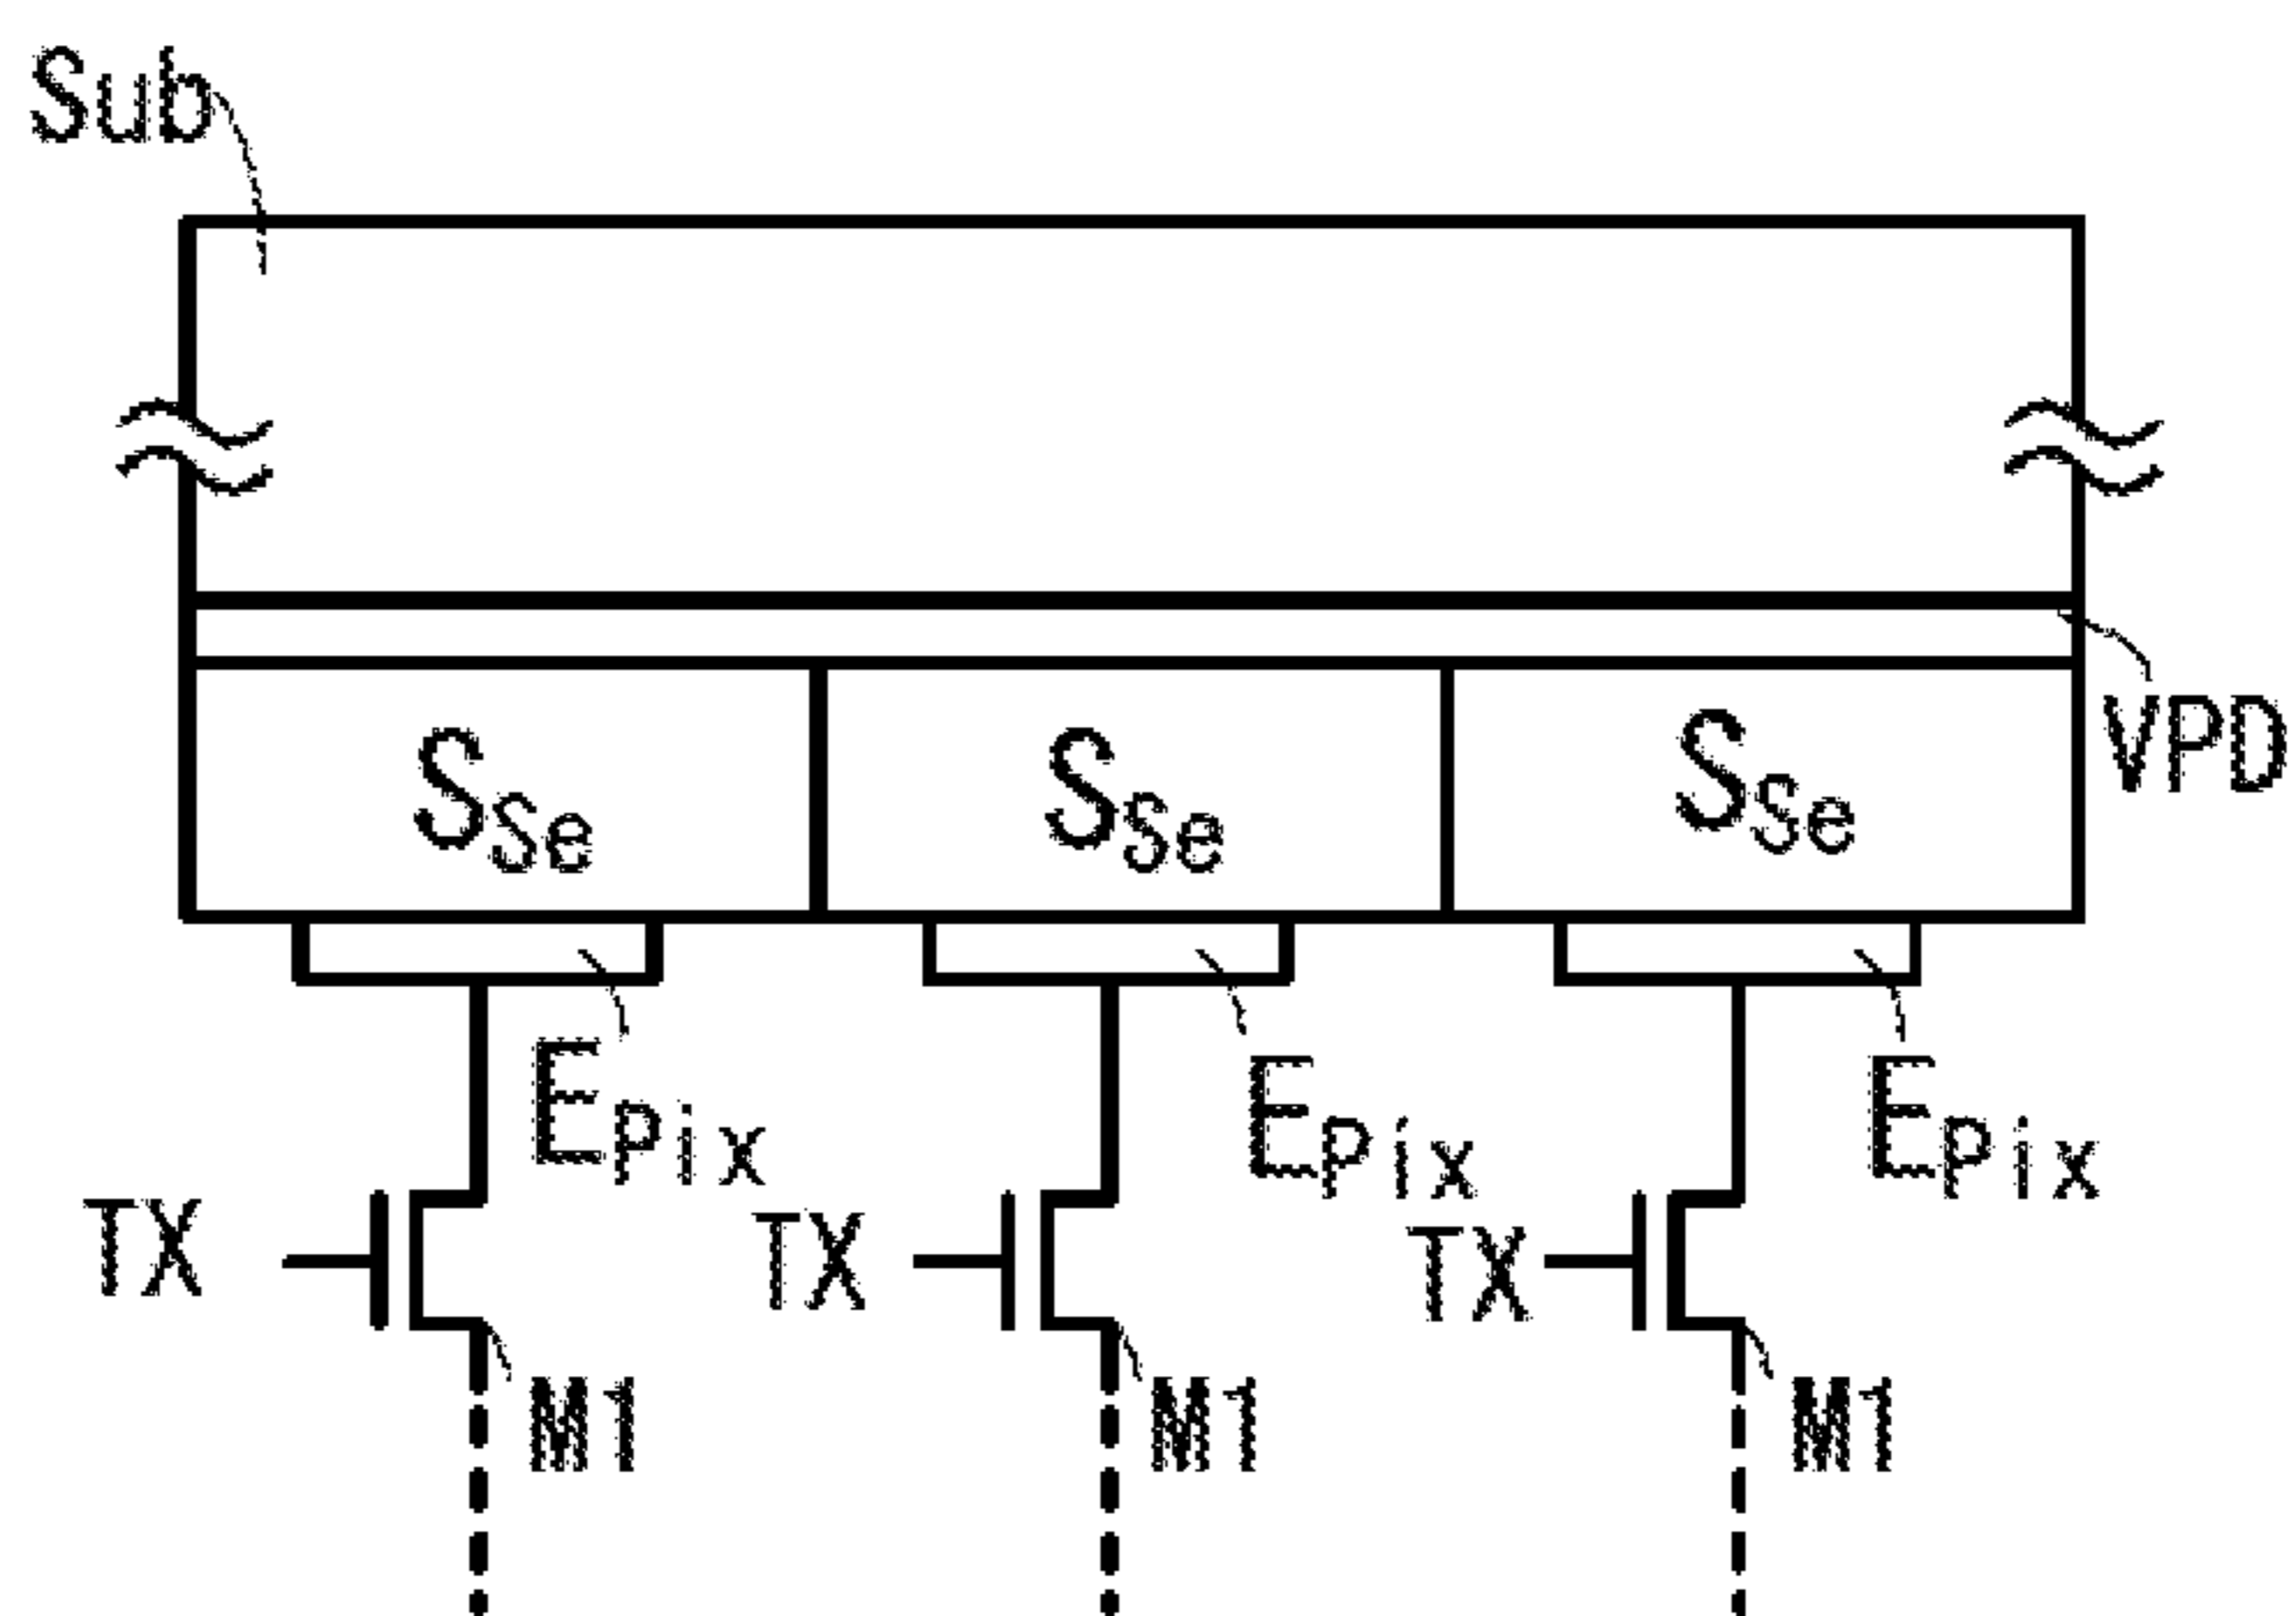 Sub
VPD
Sse Sse Sse
Epix Epix Epix
TX TX TX
M1 M1 M1